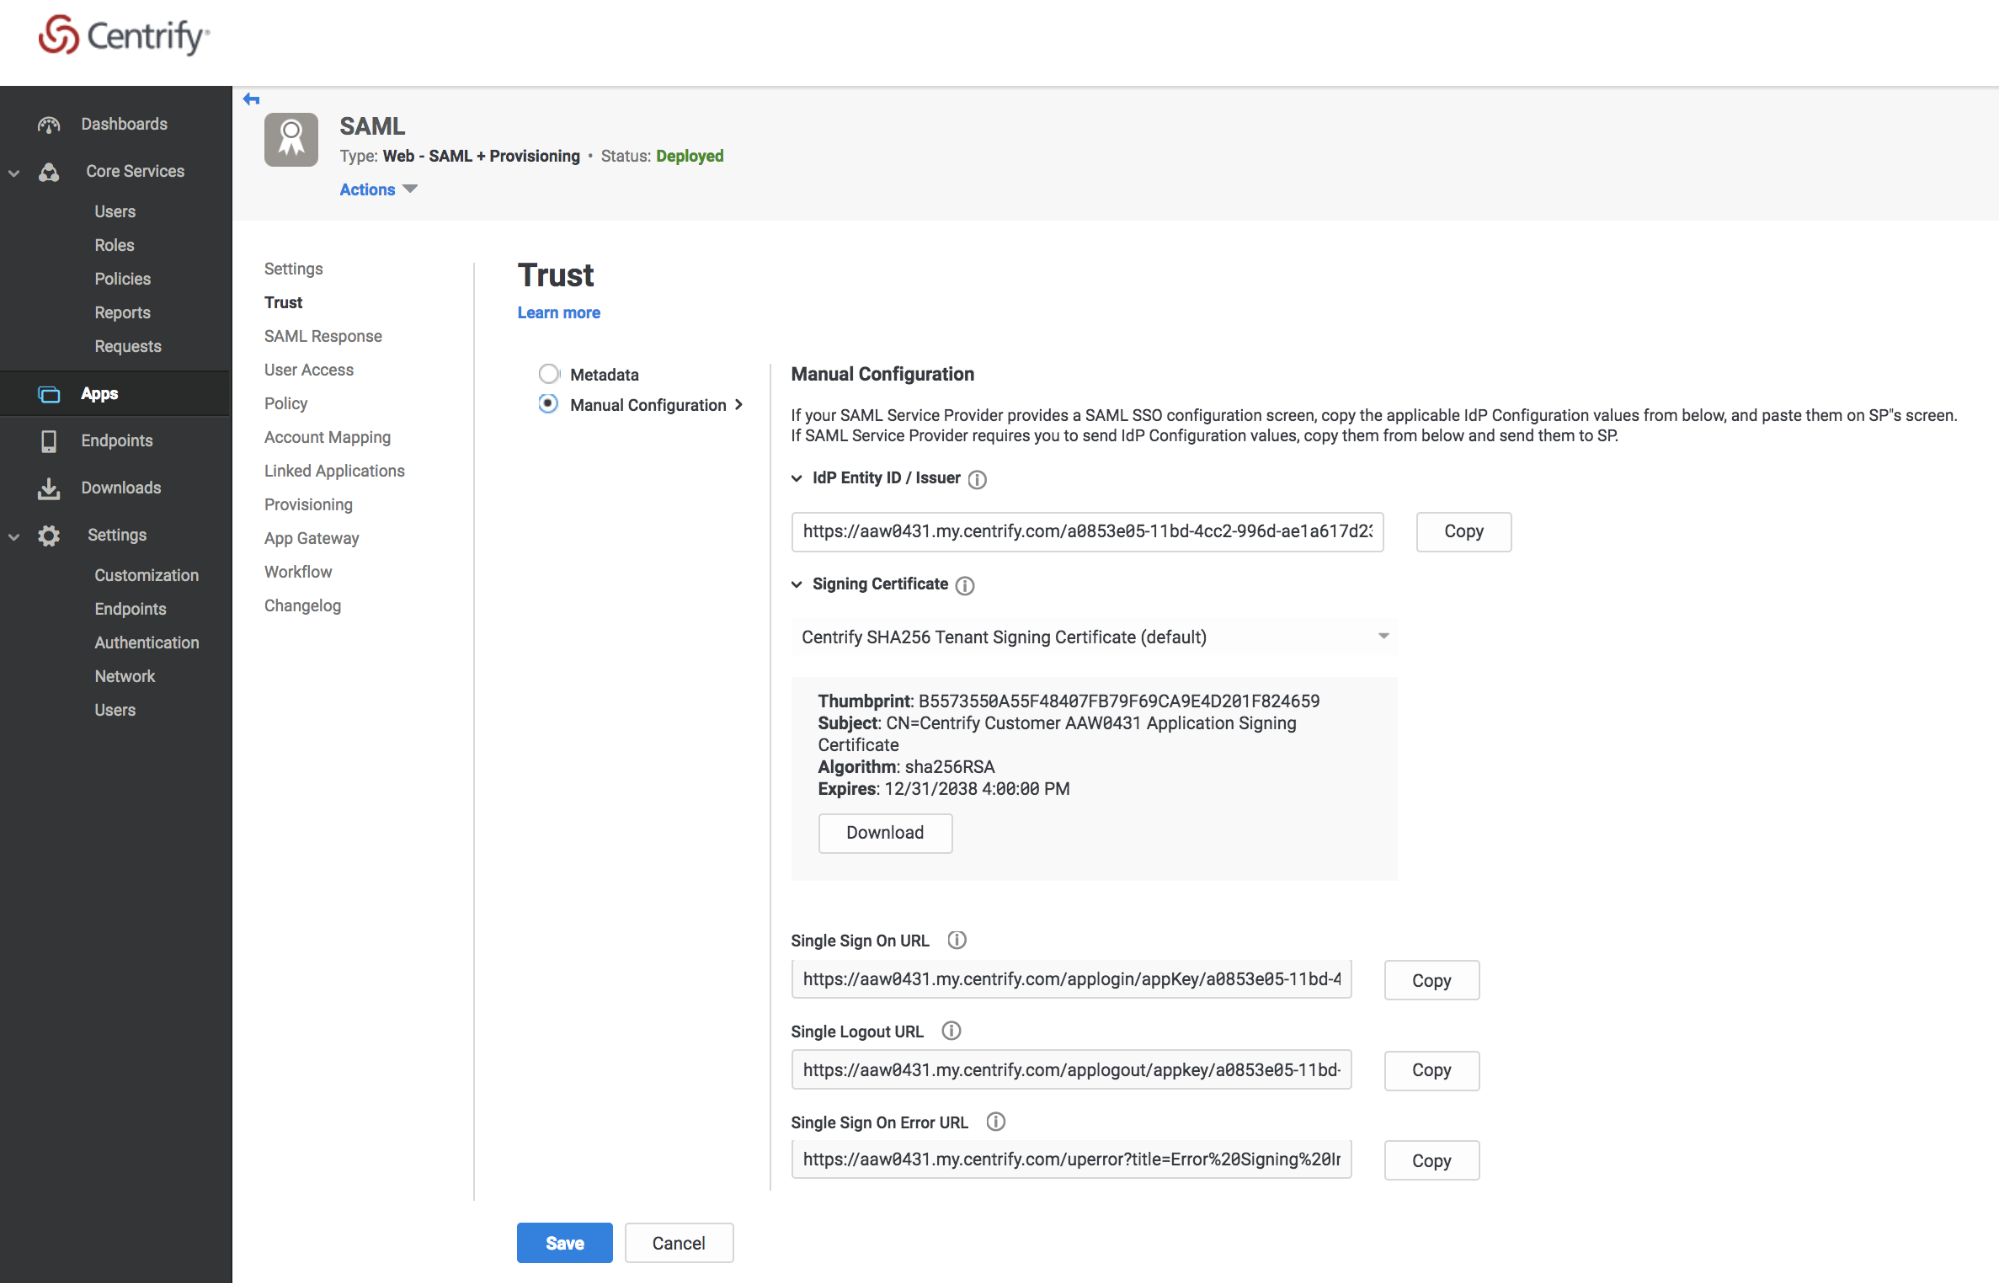 Centrify
Dashboards
Core Services
Users
Roles
Policies
Reports
Requests
Apps
Endpoints
Downloads
Settings
Customization
Endpoints
Authentication
Network
Users
SAML
Type: Web - SAML + Provisioning • Status: Deployed
Actions
Settings
Trust
SAML Response
User Access
Policy
Account Mapping
Linked Applications
Provisioning
App Gateway
Workflow
Changelog
Trust
Learn more
Metadata
Manual Configuration
Manual Configuration
If your SAML Service Provider provides a SAML SSO configuration screen, copy the applicable IdP Configuration values from below, and paste them on SP"s screen.
If SAML Service Provider requires you to send IdP Configuration values, copy them from below and send them to SP.
IdP Entity ID / Issuer
https://aaw0431.my.centrify.com/a0853e05-11bd-4cc2-996d-ae1a617d23
Copy
Signing Certificate
Centrify SHA256 Tenant Signing Certificate (default)
Thumbprint: B5573550A55F48407FB79F69CA9E4D201F824659
Subject: CN=Centrify Customer AAW0431 Application Signing
Certificate
Algorithm: sha256RSA
Expires: 12/31/2038 4:00:00 PM
Download
Single Sign On URL
https://aaw0431.my.centrify.com/applogin/appKey/a0853e05-11bd-4
Copy
Single Logout URL
https://aaw0431.my.centrify.com/applogout/appkey/a0853e05-11bd-
Copy
Single Sign On Error URL
https://aaw0431.my.centrify.com/uperror?title=Error%20Signing%20Ir
Copy
Save
Cancel